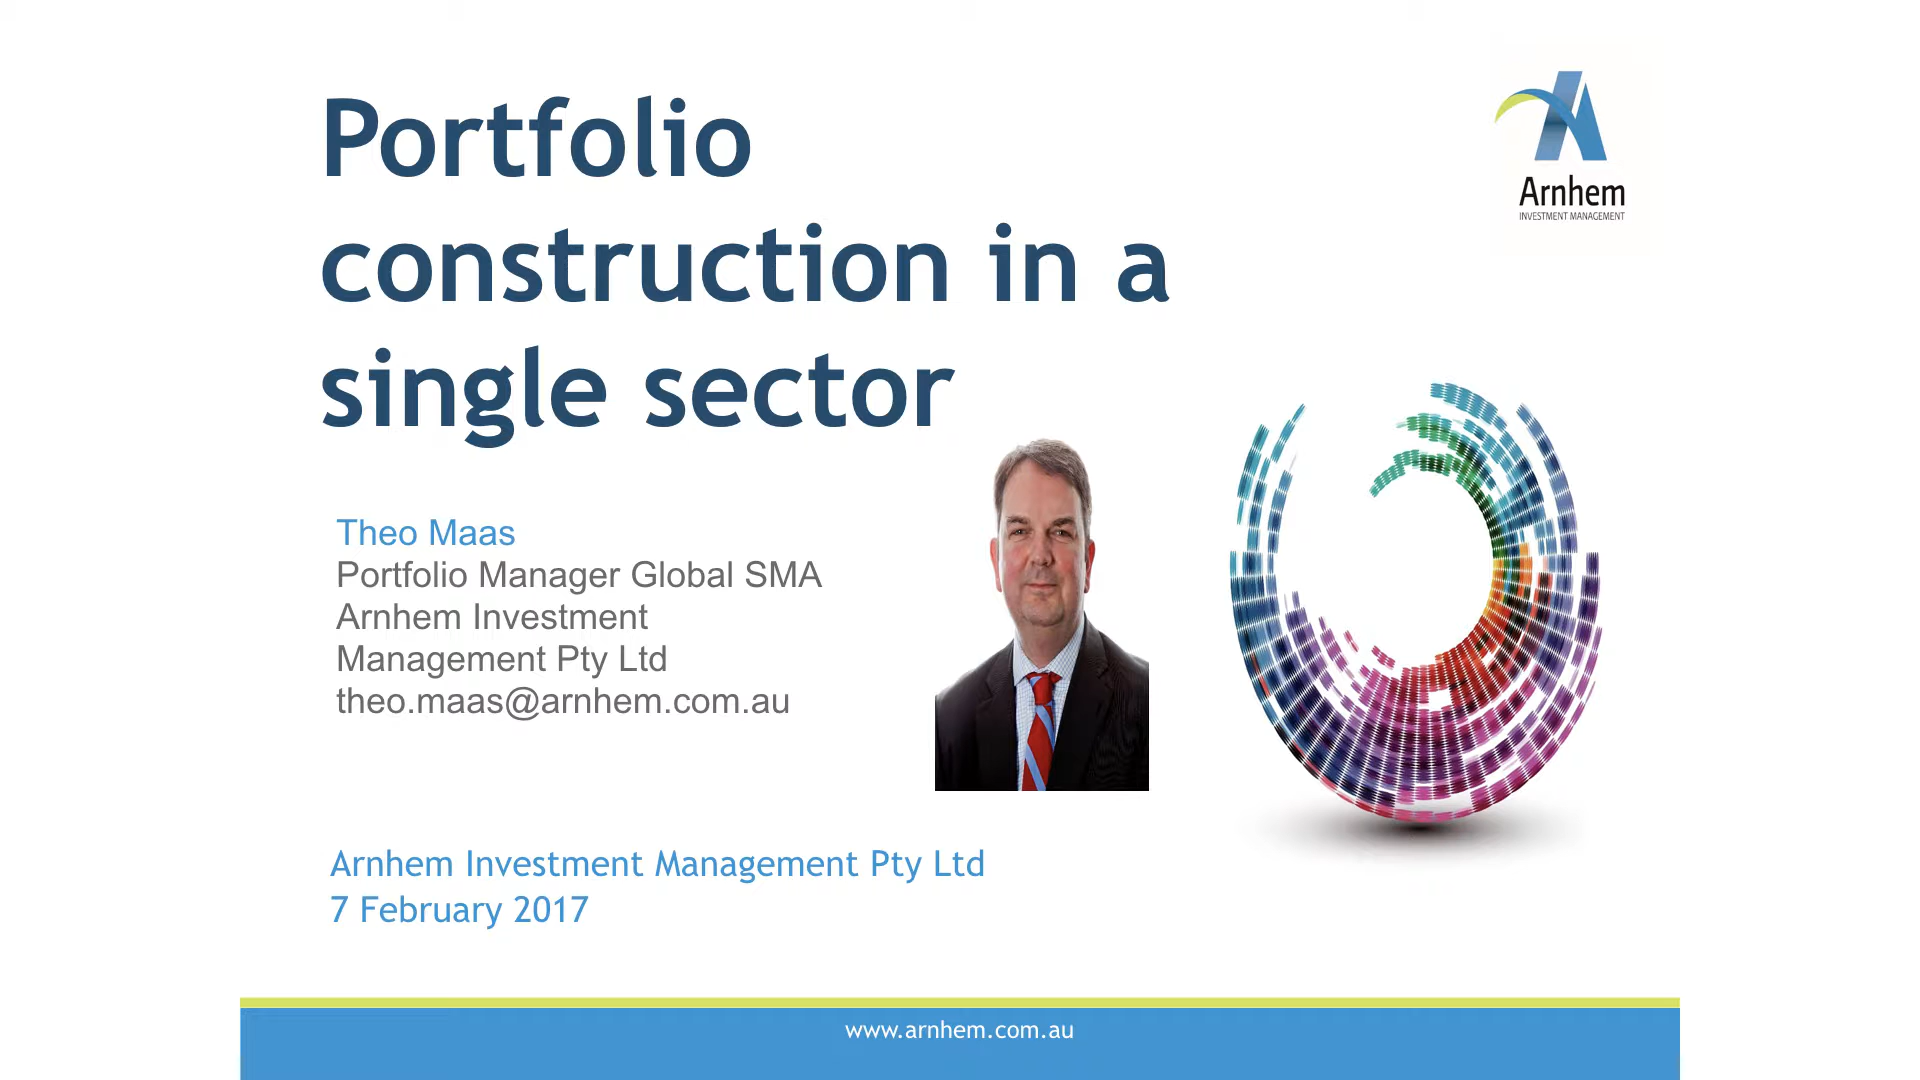 Portfolio
construction in a
single sector
Arnhem
INVESTMENT MANAGEMENT
Theo Maas
Portfolio Manager Global SMA
Arnhem Investment
Management Pty Ltd
theo.maas@arnhem.com.au
Arnhem Investment Management Pty Ltd
7 February 2017
www.arnhem.com.au